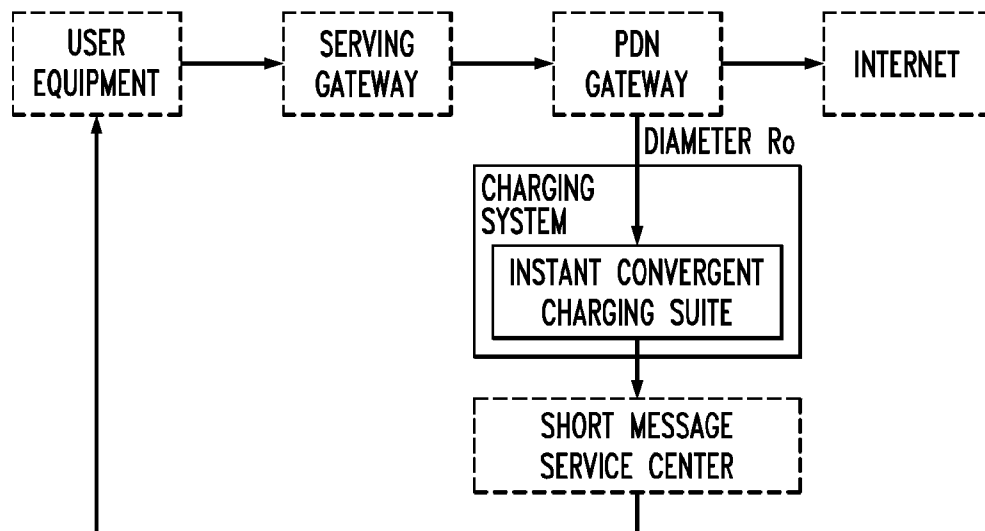 USER
EQUIPMENT
SERVING
GATEWAY
PDN
GATEWAY
INTERNET
DIAMETER Ro
CHARGING
SYSTEM
INSTANT CONVERGENT
CHARGING SUITE
SHORT MESSAGE
SERVICE CENTER